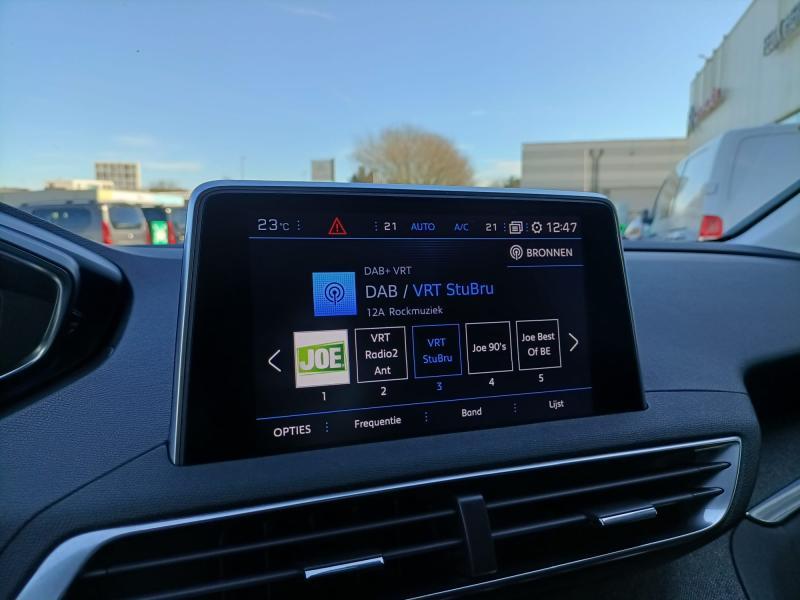 23°C 21 AUTO A/C 21 12:47
BRONNEN
DAB+ VRT
DAB / VRT StuBru
12A Rockmuziek
JOE
VRT
Radio2
Ant
VRT
StuBru
Joe 90's
Joe Best
Of BE
1 2 3 4 5
OPTIES Frequentie Band Lijst